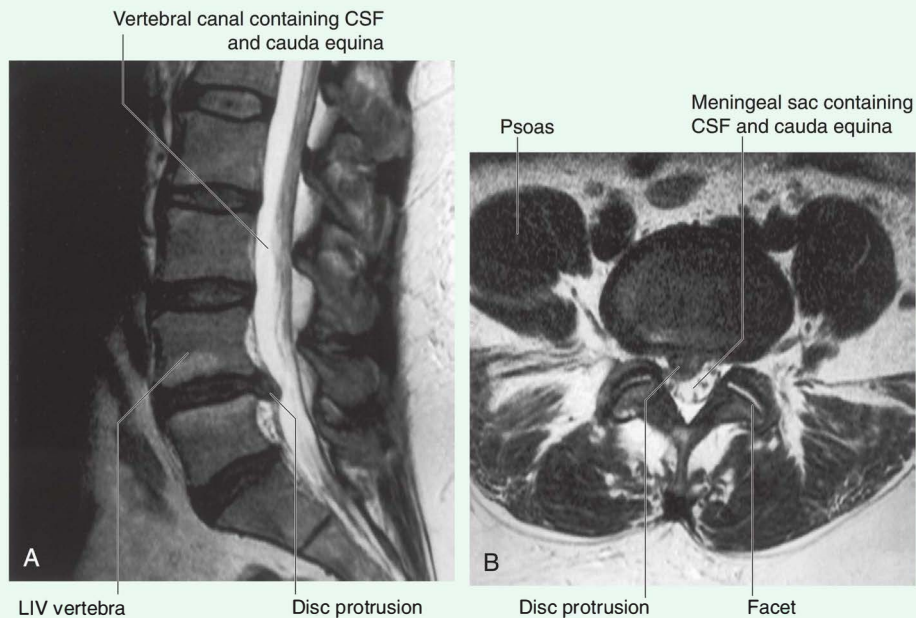 Vertebral canal containing CSF
and cauda equina
A
LIV vertebra
Disc protrusion
Psoas
Meningeal sac containing
CSF and cauda equina
B
Disc protrusion
Facet